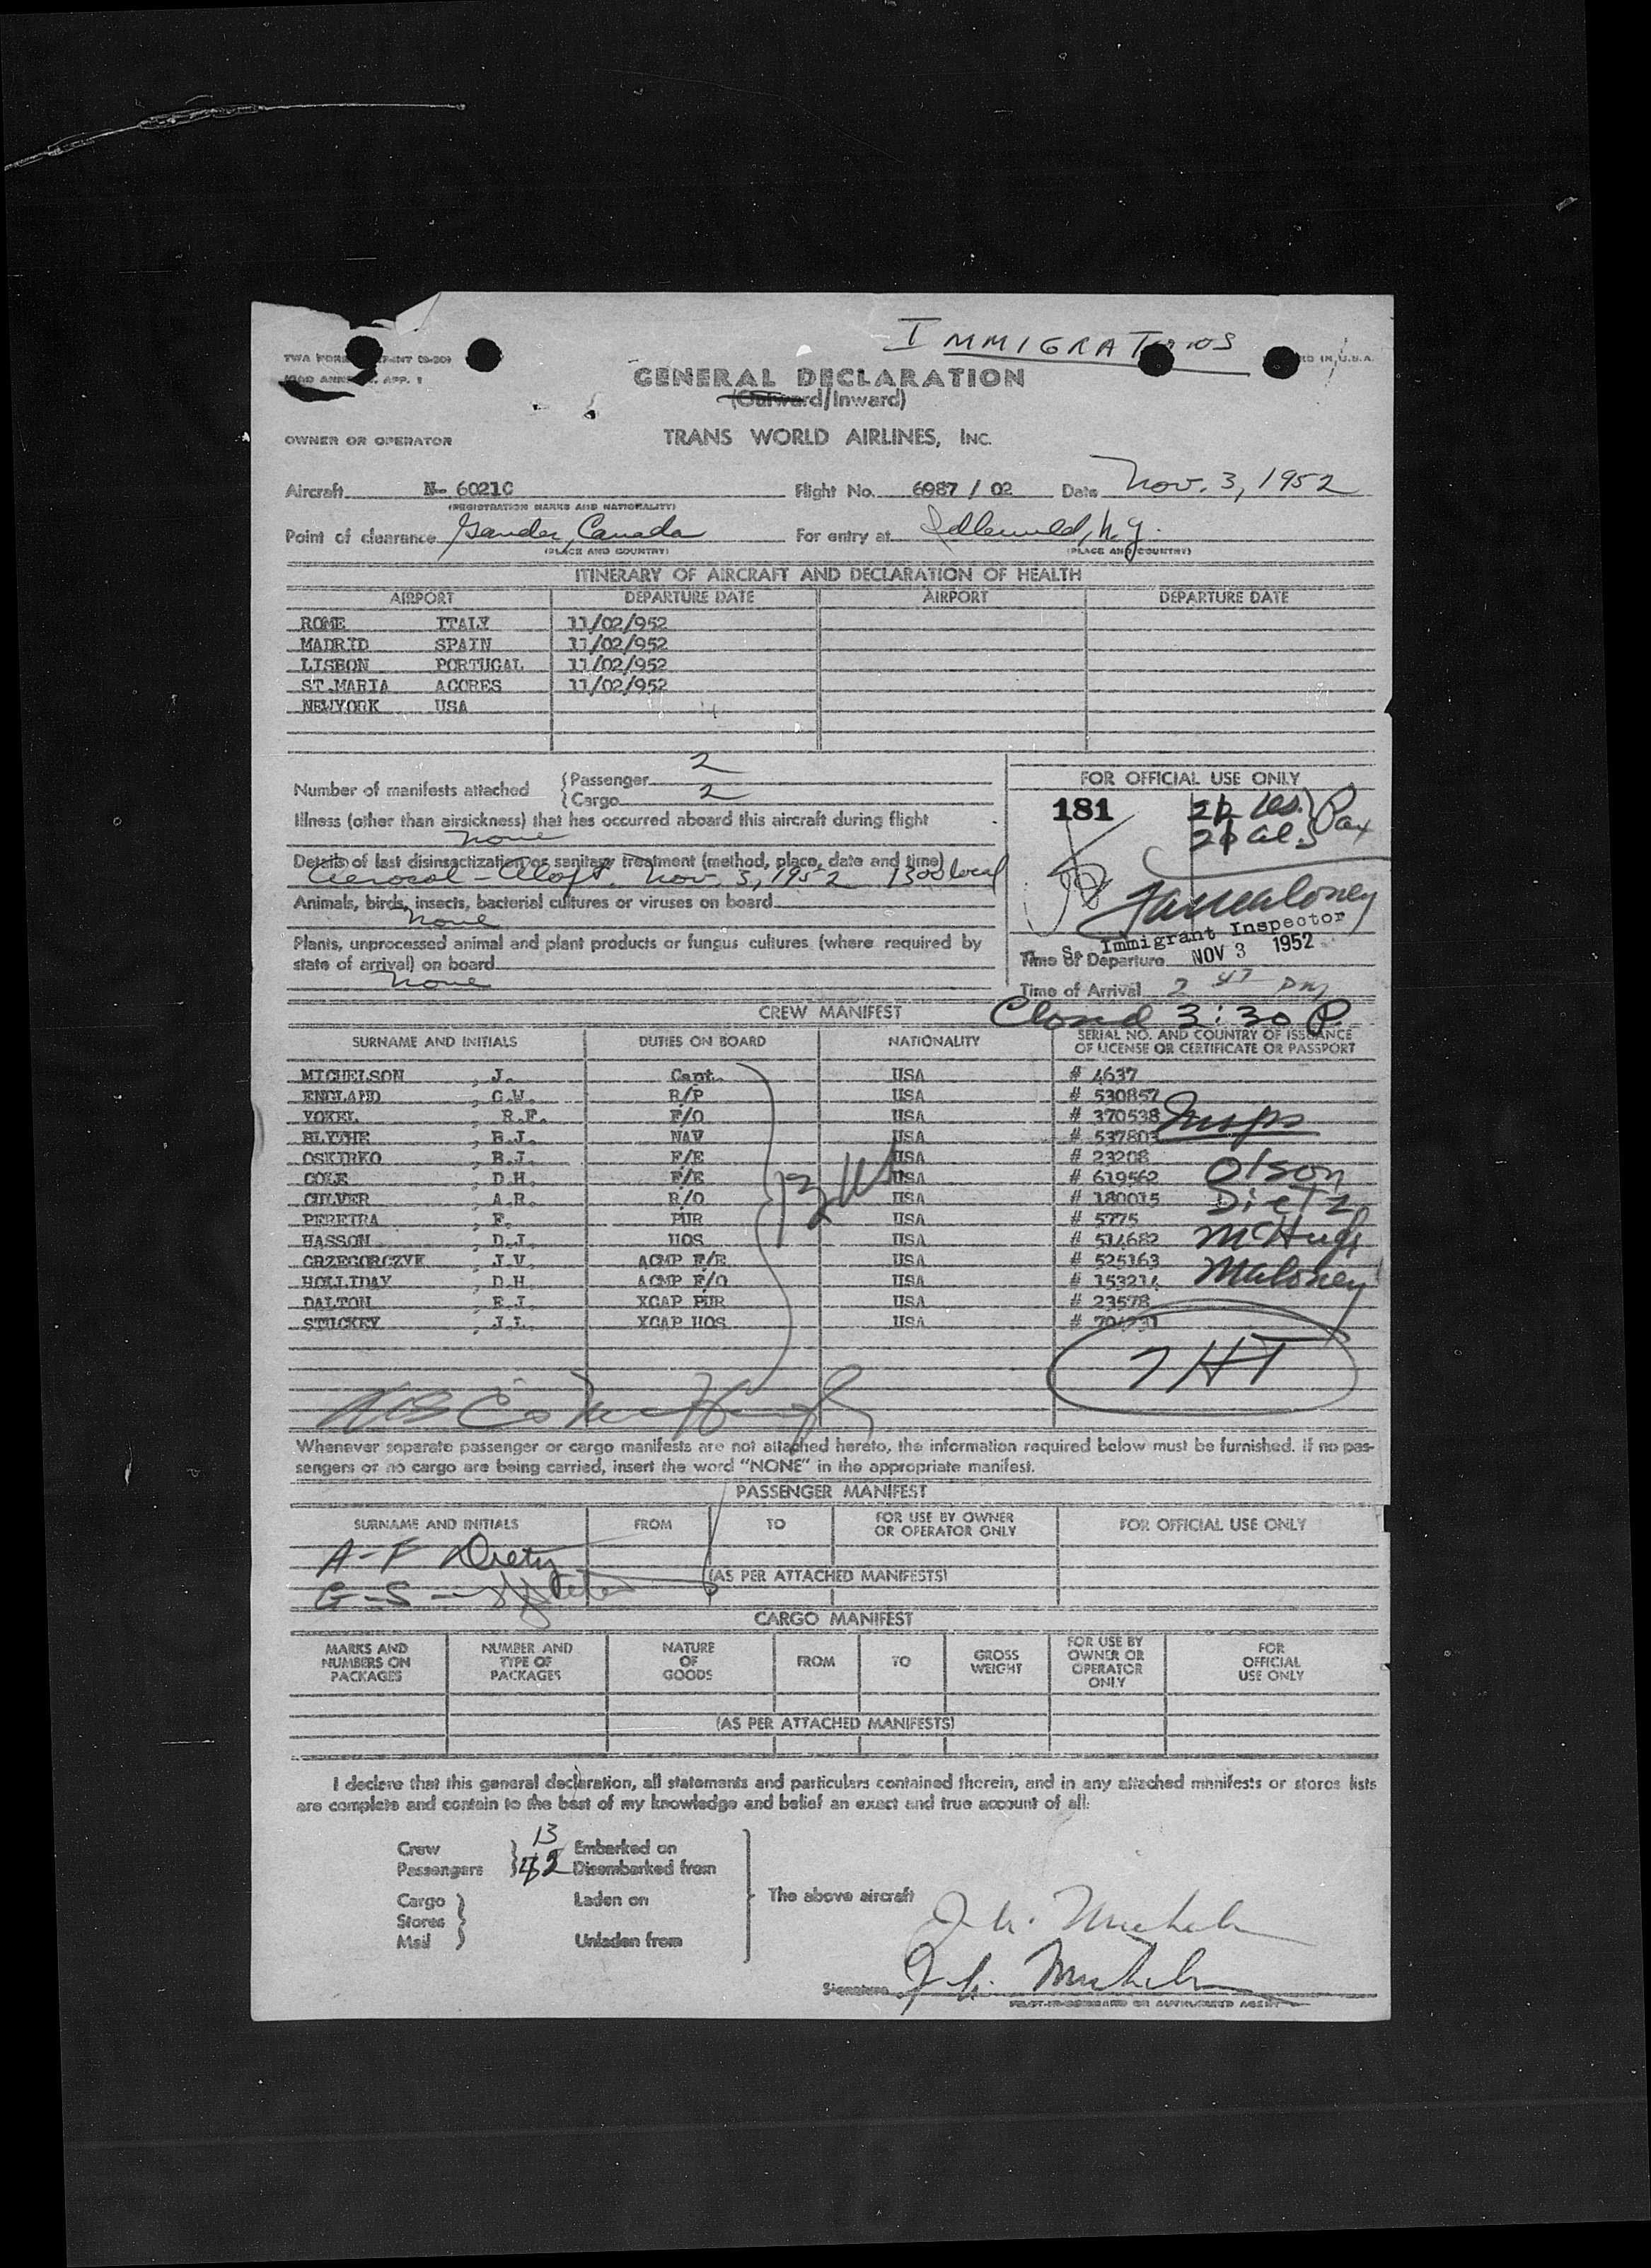 IMMIGRATIONS
GENERAL DECLARATION
(Outward/Inward)
OWNER OR OPERATOR TRANS WORLD AIRLINES, INC.
Aircraft N- 6021C Flight No. 6987 / 02 Date Nov. 3, 1952
(REGISTRATION MARKS AND NATIONALITY)
Point of clearance Gander, Canada For entry at Idlewild, N.Y.
(PLACE AND COUNTRY) (PLACE AND COUNTRY)
ITINERARY OF AIRCRAFT AND DECLARATION OF HEALTH
AIRPORT DEPARTURE DATE AIRPORT DEPARTURE DATE
ROME ITALY 11/02/952
MADRID SPAIN 11/02/952
LISBON PORTUGAL 11/02/952
ST.MARIA ACORES 11/02/952
NEWYORK USA
Number of manifests attached {Passenger 2
{Cargo 2
FOR OFFICIAL USE ONLY
181
Pax
Illness (other than airsickness) that has occurred aboard this aircraft during flight
none
Details of last disinsectization or sanitary treatment (method, place, date and time)
Aerosol - Aloft. Nov. 3, 1952 1300 local
Animals, birds, insects, bacterial cultures or viruses on board
none
Immigrant Inspector
Plants, unprocessed animal and plant products or fungus cultures (where required by
state of arrival) on board
none
Time of Departure NOV 3 1952
Time of Arrival 2 47 PM
CREW MANIFEST Closed 3:30 P.
SURNAME AND INITIALS DUTIES ON BOARD NATIONALITY SERIAL NO. AND COUNTRY OF ISSUANCE
OF LICENSE OR CERTIFICATE OR PASSPORT
MICHELSON , J. Capt. USA # 4637
ENGLAND , C.W. R/P USA # 530857
YOKEL , R.F. F/O USA # 370538 Insps
BLYTHE , B.J. NAV USA # 537803
OSKIRKO , B.J. F/E USA # 23208
COLE , D.H. F/E USA # 619562 Olson
CULVER , A.R. R/O USA # 180015 Dietz
PEREIRA , F. PUR USA # 5775
HASSON , D.J. HOS USA # 514682 McHugh
GRZEGORCZYK , J.V. ACMP F/E USA # 525163
HOLLIDAY , D.H. ACMP F/O USA # 153214 Maloney
DALTON , E.J. XCAP PUR USA # 23578
STUCKEY , J.L. XCAP HOS USA
Whenever separate passenger or cargo manifests are not attached hereto, the information required below must be furnished. If no pas-
sengers or no cargo are being carried, insert the word "NONE" in the appropriate manifest.
PASSENGER MANIFEST
SURNAME AND INITIALS FROM TO FOR USE BY OWNER
OR OPERATOR ONLY FOR OFFICIAL USE ONLY
A-F Dietz
(AS PER ATTACHED MANIFESTS)
G-S
CARGO MANIFEST
MARKS AND
NUMBERS ON
PACKAGES
NUMBER AND
TYPE OF
PACKAGES
NATURE
OF
GOODS
FROM
TO
GROSS
WEIGHT
FOR USE BY
OWNER OR
OPERATOR
ONLY
FOR
OFFICIAL
USE ONLY
(AS PER ATTACHED MANIFESTS)
I declare that this general declaration, all statements and particulars contained therein, and in any attached manifests or stores lists
are complete and contain to the best of my knowledge and belief an exact and true account of all:
Crew } 13 Embarked on
Passengers } 42 Disembarked from
The above aircraft
Cargo } Laden on
Stores }
Mail } Unladen from
Signature
PILOT-IN-COMMAND OR AUTHORIZED AGENT